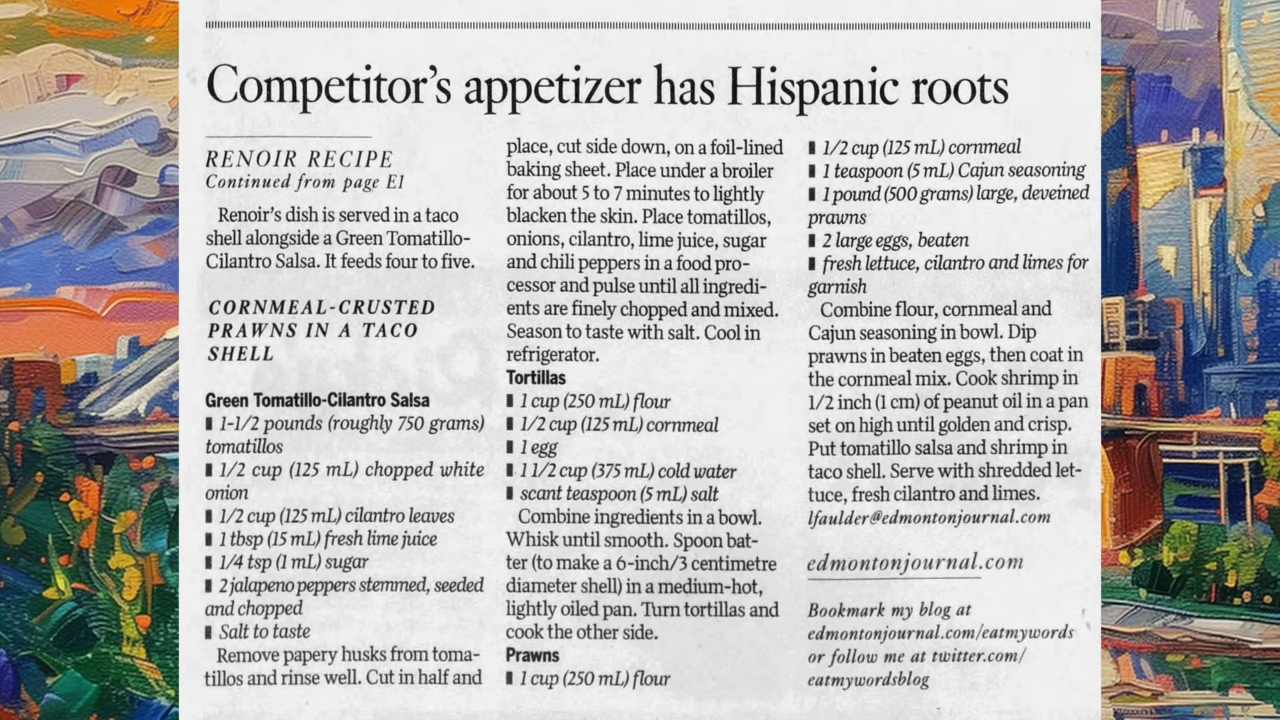 Competitor's appetizer has Hispanic roots
RENOIR RECIPE
Continued from page E1
Renoir's dish is served in a taco
shell alongside a Green Tomatillo-
Cilantro Salsa. It feeds four to five.
CORNMEAL-CRUSTED
PRAWNS IN A TACO
SHELL
Green Tomatillo-Cilantro Salsa
▮ 1-1/2 pounds (roughly 750 grams)
tomatillos
▮ 1/2 cup (125 mL) chopped white
onion
▮ 1/2 cup (125 mL) cilantro leaves
▮ 1 tbsp (15 mL) fresh lime juice
▮ 1/4 tsp (1 mL) sugar
▮ 2 jalapeno peppers stemmed, seeded
and chopped
▮ Salt to taste
Remove papery husks from toma-
tillos and rinse well. Cut in half and
place, cut side down, on a foil-lined
baking sheet. Place under a broiler
for about 5 to 7 minutes to lightly
blacken the skin. Place tomatillos,
onions, cilantro, lime juice, sugar
and chili peppers in a food pro-
cessor and pulse until all ingredi-
ents are finely chopped and mixed.
Season to taste with salt. Cool in
refrigerator.
Tortillas
▮ 1 cup (250 mL) flour
▮ 1/2 cup (125 mL) cornmeal
▮ 1 egg
▮ 1 1/2 cup (375 mL) cold water
▮ scant teaspoon (5 mL) salt
Combine ingredients in a bowl.
Whisk until smooth. Spoon bat-
ter (to make a 6-inch/3 centimetre
diameter shell) in a medium-hot,
lightly oiled pan. Turn tortillas and
cook the other side.
Prawns
▮ 1 cup (250 mL) flour
▮ 1/2 cup (125 mL) cornmeal
▮ 1 teaspoon (5 mL) Cajun seasoning
▮ 1 pound (500 grams) large, deveined
prawns
▮ 2 large eggs, beaten
▮ fresh lettuce, cilantro and limes for
garnish
Combine flour, cornmeal and
Cajun seasoning in bowl. Dip
prawns in beaten eggs, then coat in
the cornmeal mix. Cook shrimp in
1/2 inch (1 cm) of peanut oil in a pan
set on high until golden and crisp.
Put tomatillo salsa and shrimp in
taco shell. Serve with shredded let-
tuce, fresh cilantro and limes.
lfaulder@edmontonjournal.com
edmontonjournal.com
Bookmark my blog at
edmontonjournal.com/eatmywords
or follow me at twitter.com/
eatmywordsblog